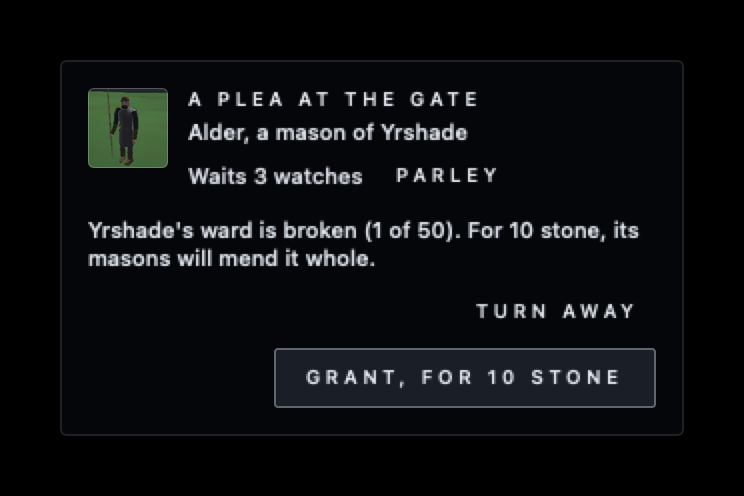 A PLEA AT THE GATE
Alder, a mason of Yrshade
Waits 3 watches PARLEY
Yrshade's ward is broken (1 of 50). For 10 stone, its
masons will mend it whole.
TURN AWAY
GRANT, FOR 10 STONE